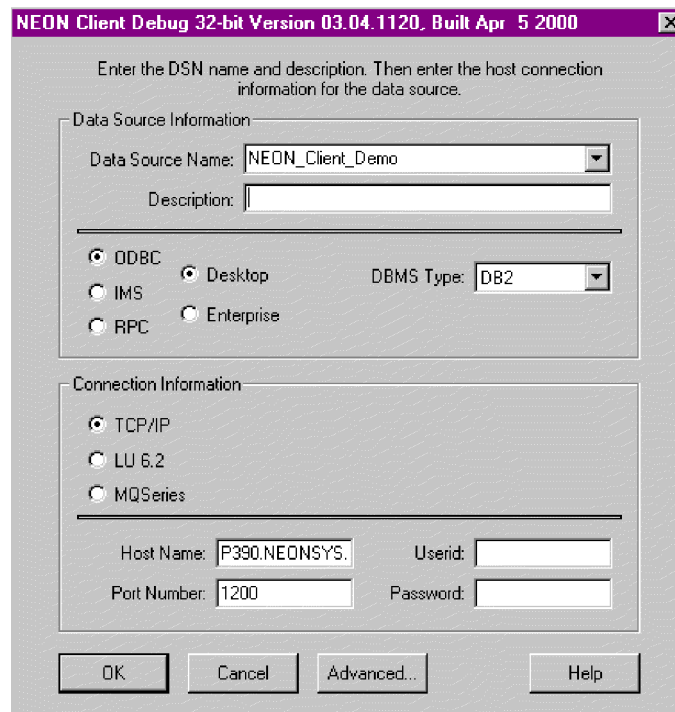 NEON Client Debug 32-bit Version 03.04.1120, Built Apr 5 2000
Enter the DSN name and description. Then enter the host connection
information for the data source.
Data Source Information
Data Source Name: NEON_Client_Demo
Description:
ODBC
Desktop
DBMS Type: DB2
IMS
Enterprise
RPC
Connection Information
TCP/IP
LU 6.2
MQSeries
Host Name: P390.NEONSYS. Userid:
Port Number: 1200 Password:
OK Cancel Advanced... Help